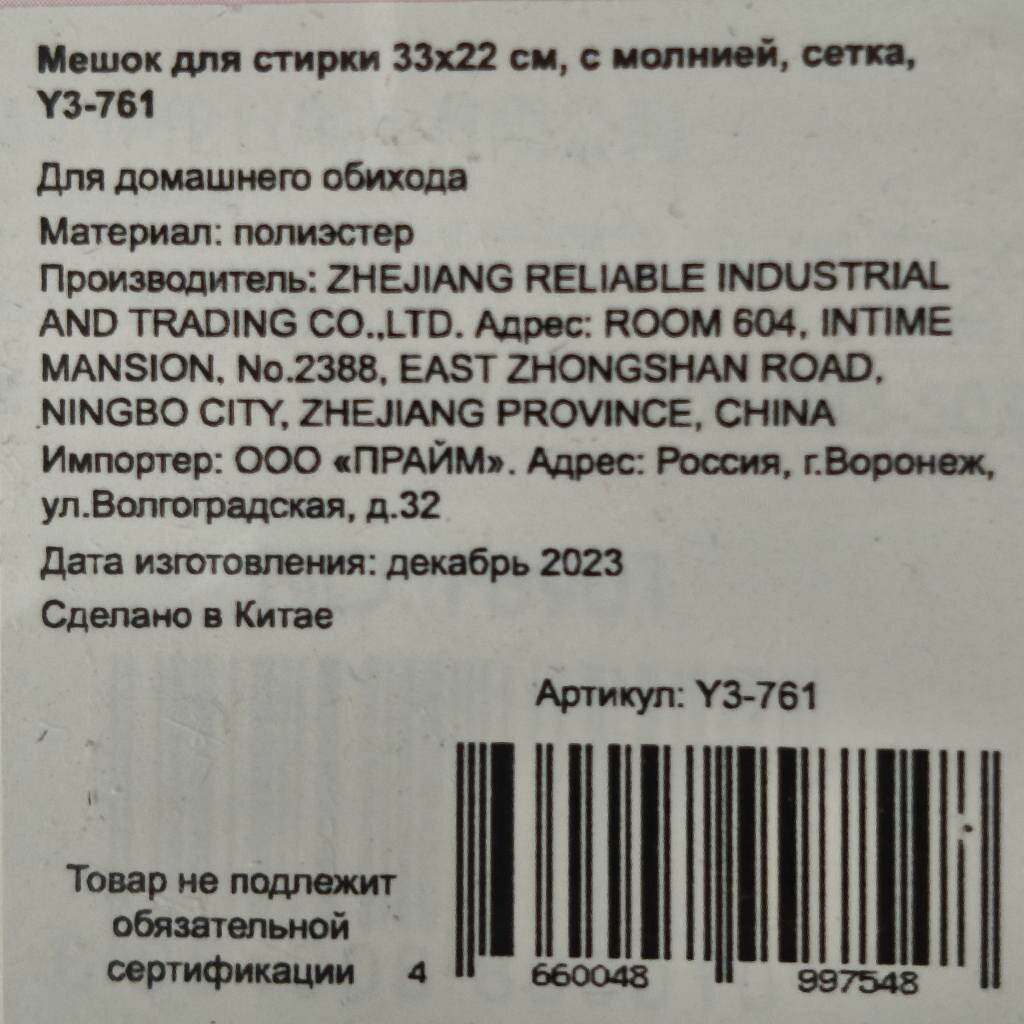 Мешок для стирки 33х22 см, с молнией, сетка,
Y3-761
Для домашнего обихода
Материал: полиэстер
Производитель: ZHEJIANG RELIABLE INDUSTRIAL
AND TRADING CO.,LTD. Адрес: ROOM 604, INTIME
MANSION, No.2388, EAST ZHONGSHAN ROAD,
NINGBO CITY, ZHEJIANG PROVINCE, CHINA
Импортер: ООО «ПРАЙМ». Адрес: Россия, г.Воронеж,
ул.Волгоградская, д.32
Дата изготовления: декабрь 2023
Сделано в Китае
Артикул: Y3-761
Товар не подлежит
обязательной
сертификации
4 660048 997548